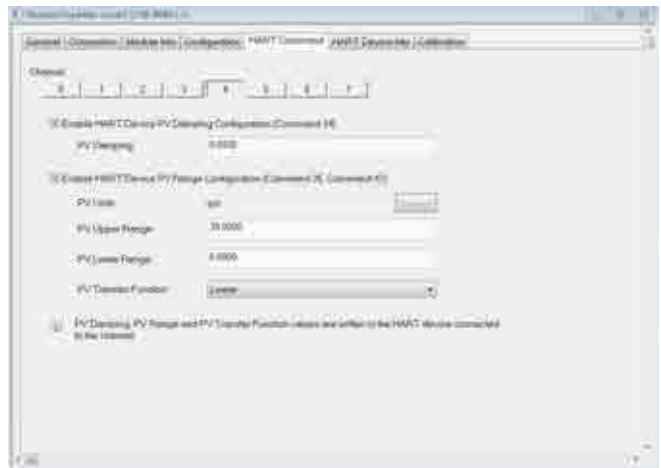 General Connection Module Info Configuration HART Command HART Device Info Calibration
Channel
0 1 2 3 4 5 6 7
Enable HART Device PV Damping Configuration (Command 34)
PV Damping:
Enable HART Device PV Range Configuration (Command 35, Command 47)
PV Units:
PV Upper Range:
PV Lower Range: 0.0000
PV Transfer Function: Linear
PV Damping, PV Range and PV Transfer Function values are written to the HART device connected
to the channel.